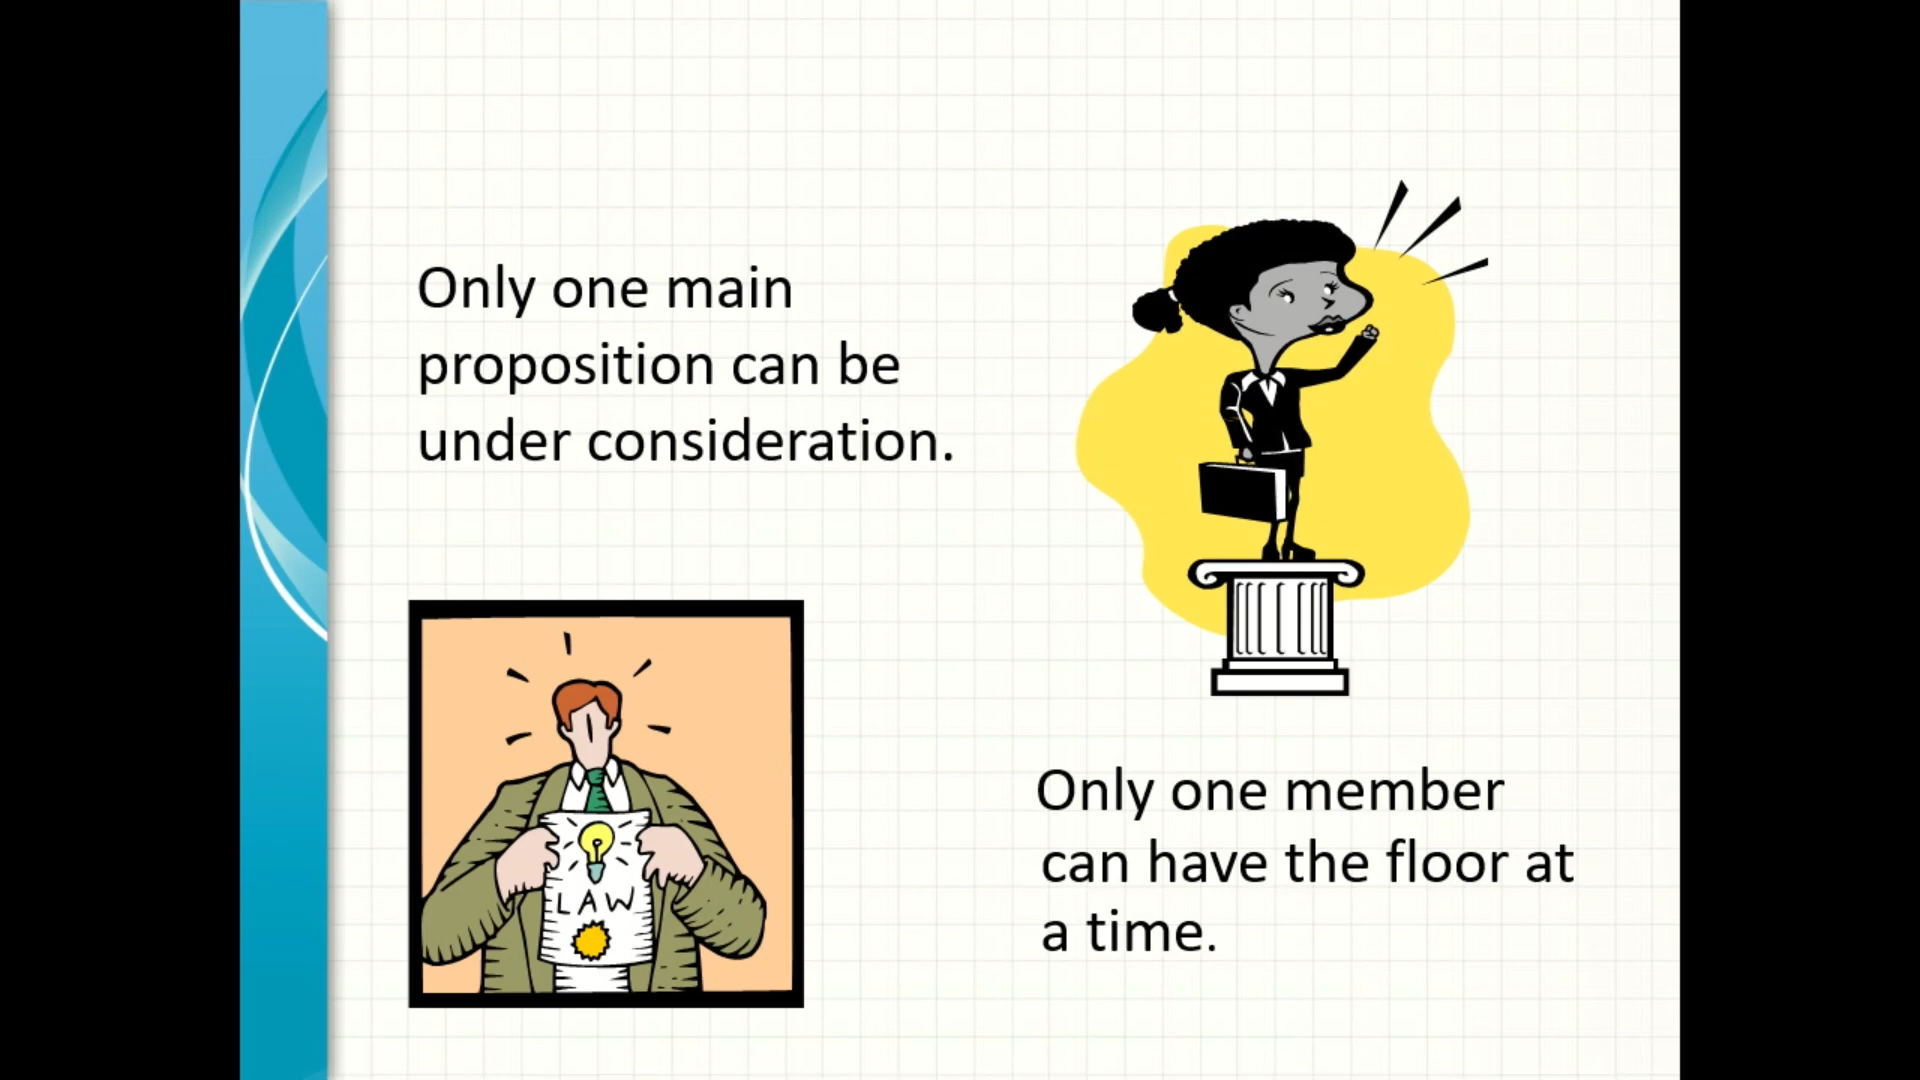 Only one main
proposition can be
under consideration.
LAW
Only one member
can have the floor at
a time.